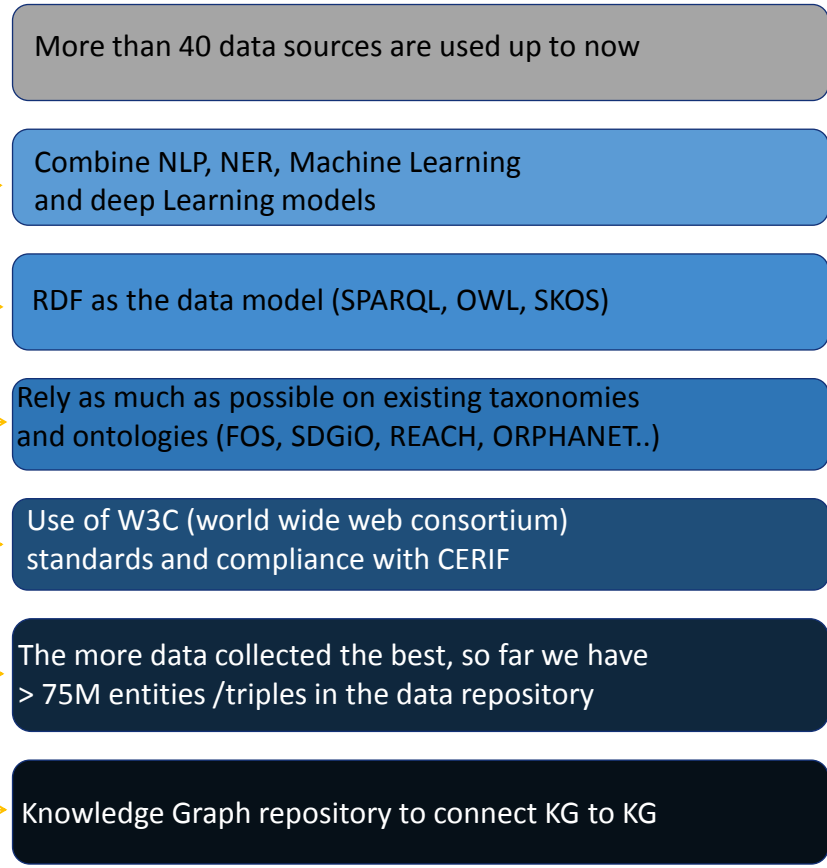 More than 40 data sources are used up to now
Combine NLP, NER, Machine Learning
and deep Learning models
RDF as the data model (SPARQL, OWL, SKOS)
Rely as much as possible on existing taxonomies
and ontologies (FOS, SDGiO, REACH, ORPHANET..)
Use of W3C (world wide web consortium)
standards and compliance with CERIF
The more data collected the best, so far we have
> 75M entities /triples in the data repository
Knowledge Graph repository to connect KG to KG